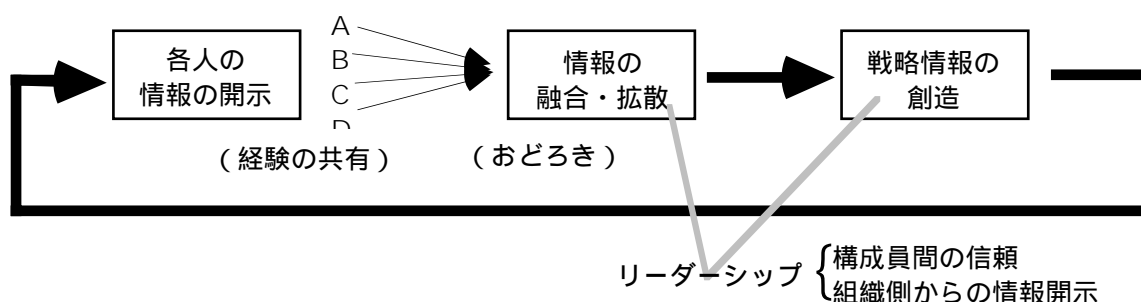 各人の
情報の開示
A
B
C
D
情報の
融合・拡散
戦略情報の
創造
（経験の共有）
（おどろき）
リーダーシップ
構成員間の信頼
組織側からの情報開示